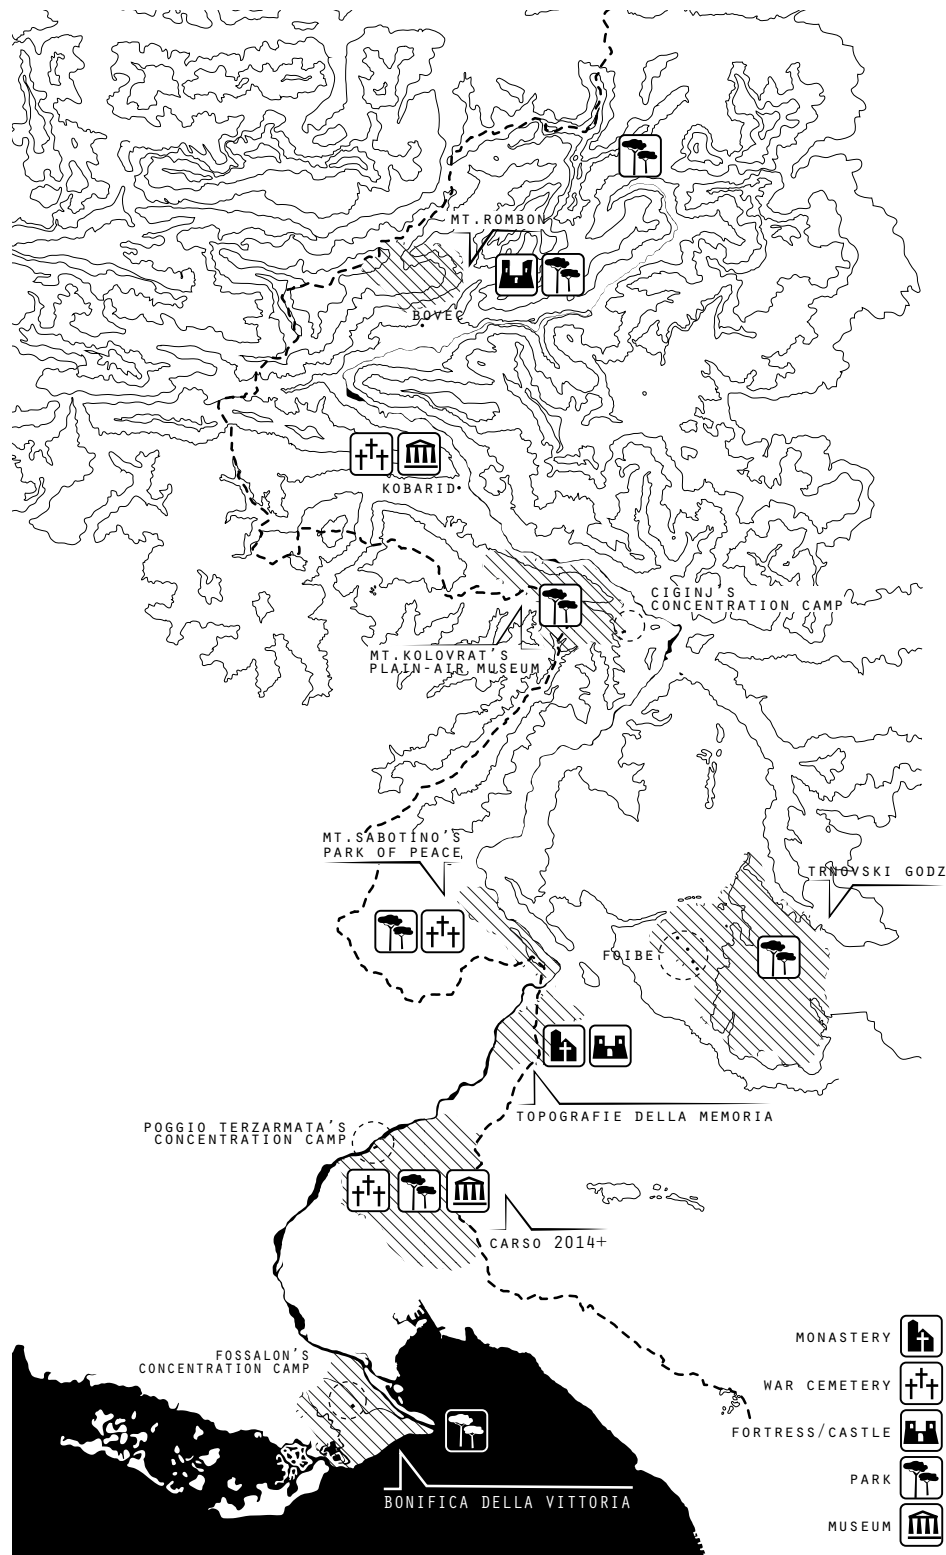 MT.ROMBON
BOVEC
KOBARID
CIGINJ'S
CONCENTRATION CAMP
MT.KOLOVRAT'S
PLAIN-AIR MUSEUM
MT.SABOTINO'S
PARK OF PEACE
TRNOVSKI GODZ
FOIBE
TOPOGRAFIE DELLA MEMORIA
POGGIO TERZARMATA'S
CONCENTRATION CAMP
CARSO 2014+
FOSSALON'S
CONCENTRATION CAMP
BONIFICA DELLA VITTORIA
MONASTERY
WAR CEMETERY
FORTRESS/CASTLE
PARK
MUSEUM